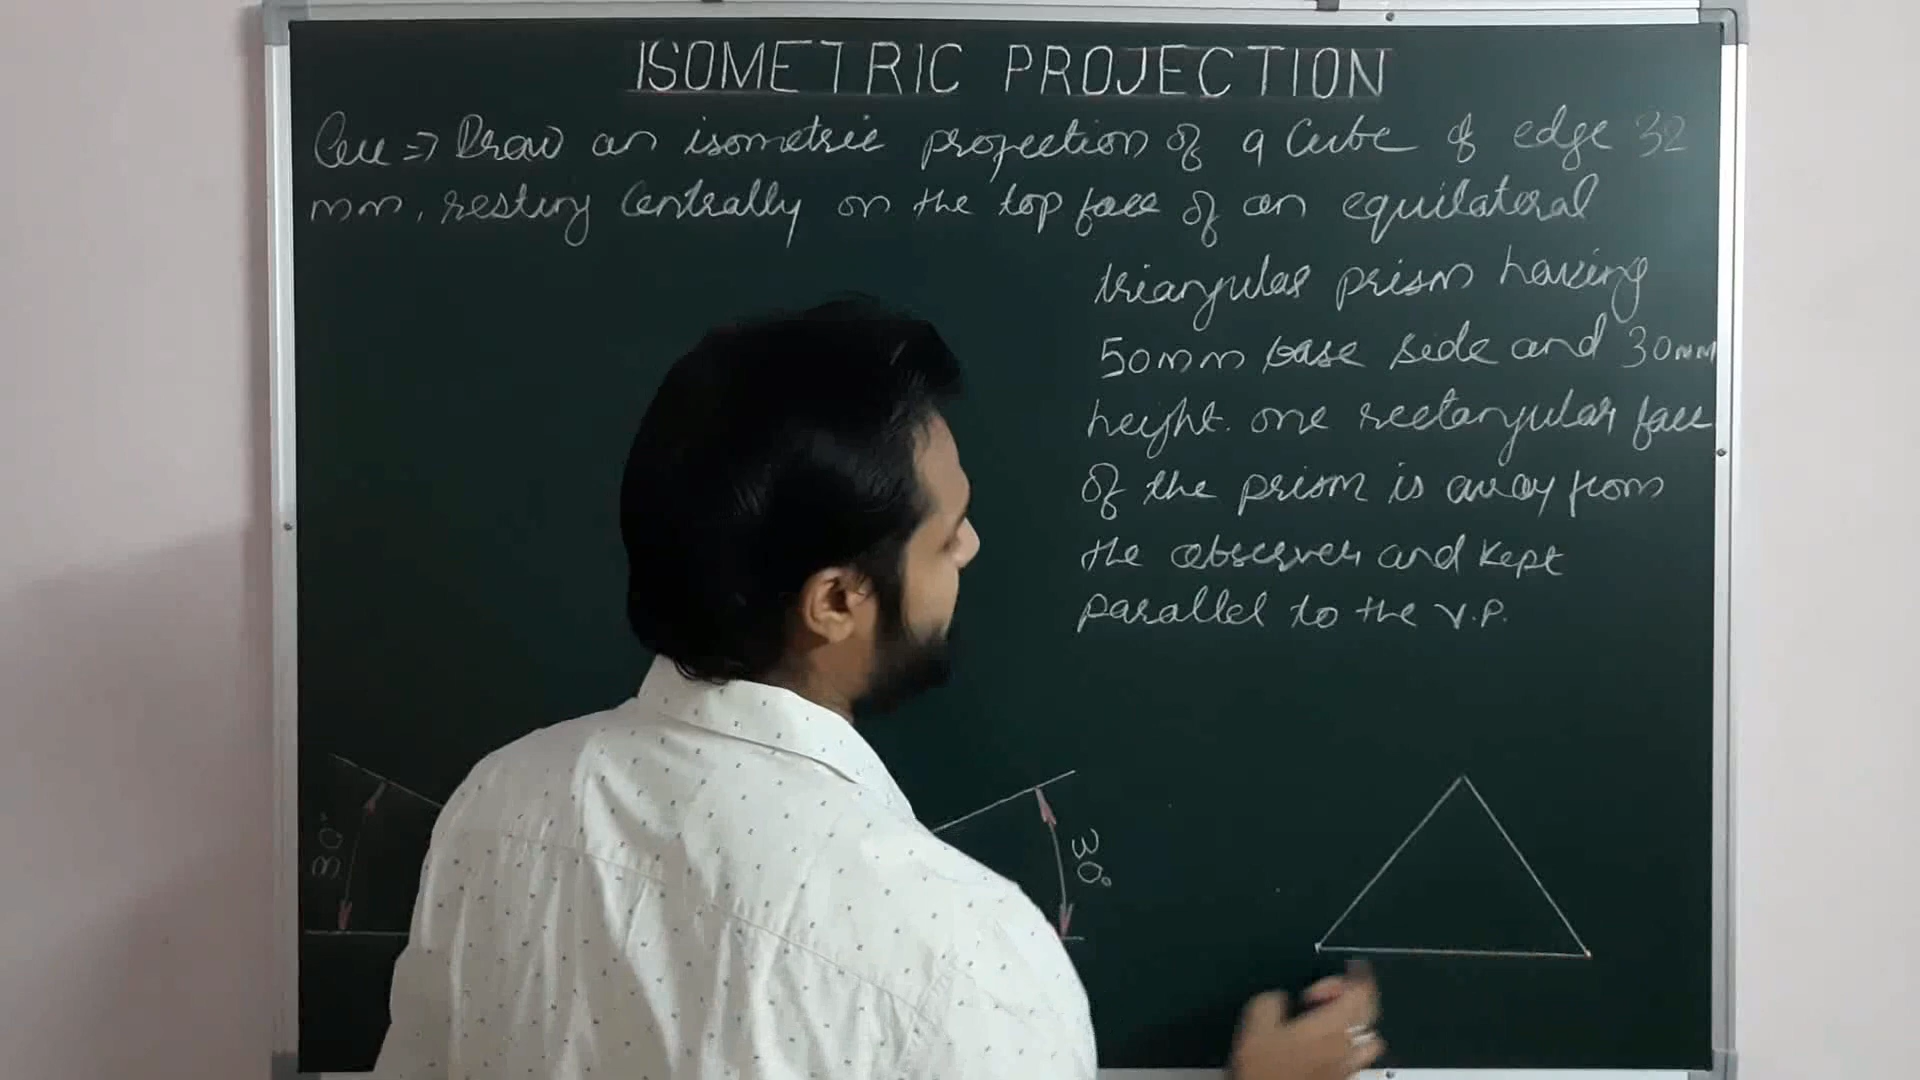 ISOMETRIC PROJECTION
Que ⇒ Draw an isometric projection of a Cube of edge 32
mm, resting Centrally on the top face of an equilateral
triangular prism having
50mm base side and 30mm
height. one rectangular face
of the prism is away from
the observer and kept
parallel to the V.P.
30°
30°